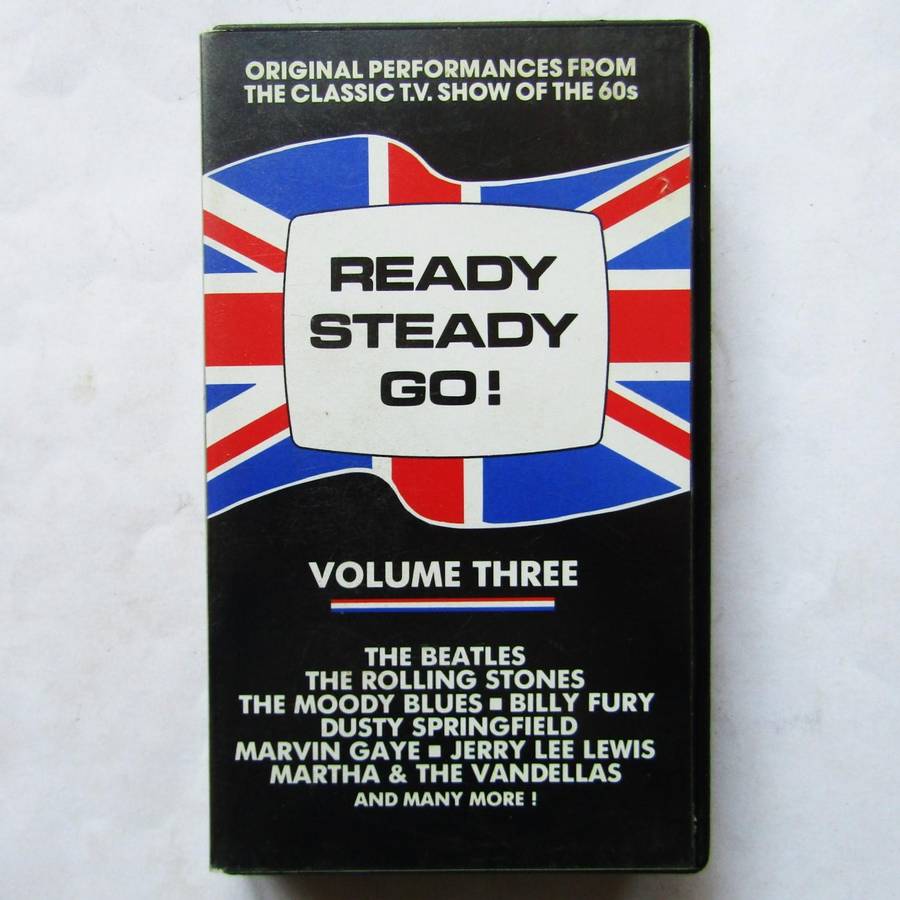 ORIGINAL PERFORMANCES FROM
THE CLASSIC T.V. SHOW OF THE 60s
READY
STEADY
GO!
VOLUME THREE
THE BEATLES
THE ROLLING STONES
THE MOODY BLUES ■ BILLY FURY
DUSTY SPRINGFIELD
MARVIN GAYE ■ JERRY LEE LEWIS
MARTHA & THE VANDELLAS
AND MANY MORE !